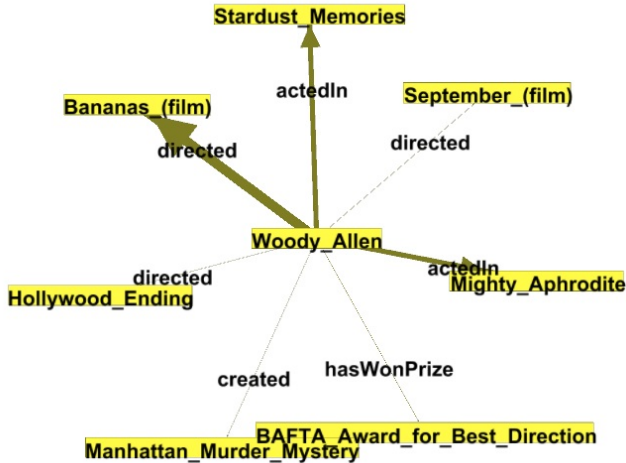 Stardust_Memories
actedIn
September_(film)
Bananas_(film)
directed
directed
Woody_Allen
actedIn
directed
Mighty_Aphrodite
Hollywood_Ending
hasWonPrize
created
BAFTA_Award_for_Best_Direction
Manhattan_Murder_Mystery